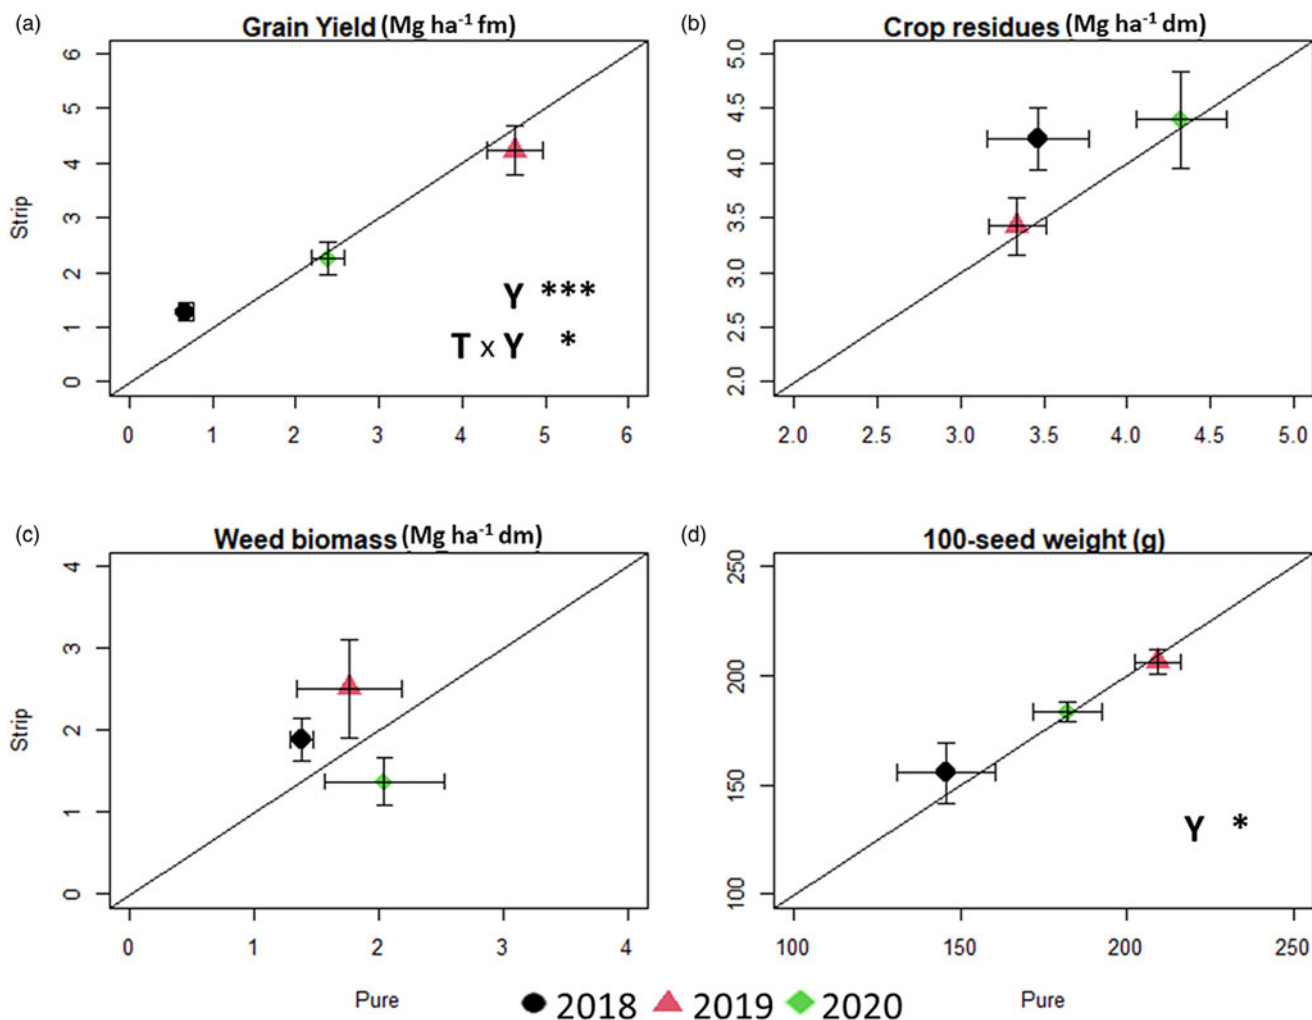 (a)
Grain Yield (Mg ha⁻¹ fm)
6
5
4
3
2
1
0
Strip
Y ***
T x Y *
0 1 2 3 4 5 6
(b)
Crop residues (Mg ha⁻¹ dm)
5.0
4.5
4.0
3.5
3.0
2.5
2.0
2.0 2.5 3.0 3.5 4.0 4.5 5.0
(c)
Weed biomass (Mg ha⁻¹ dm)
4
3
2
1
0
Strip
0 1 2 3 4
Pure
(d)
100-seed weight (g)
250
200
150
100
Y *
100 150 200 250
Pure
2018 2019 2020